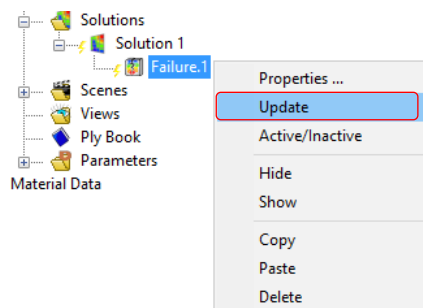 Solutions
Solution 1
Failure.1
Scenes
Views
Ply Book
Parameters
Material Data
Properties ...
Update
Active/Inactive
Hide
Show
Copy
Paste
Delete